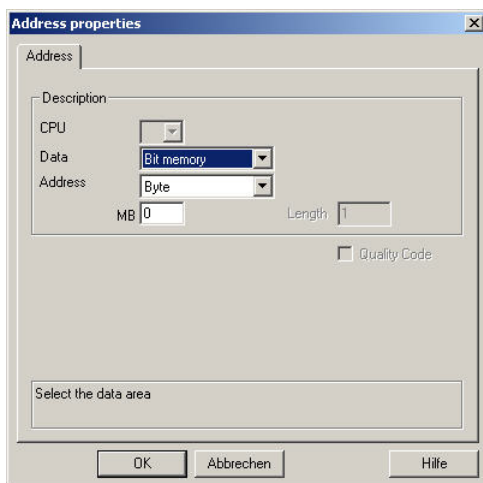 Address properties
Address
Description
CPU
Data Bit memory
Address Byte
MB 0 Length 1
Quality Code
Select the data area
OK Abbrechen Hilfe